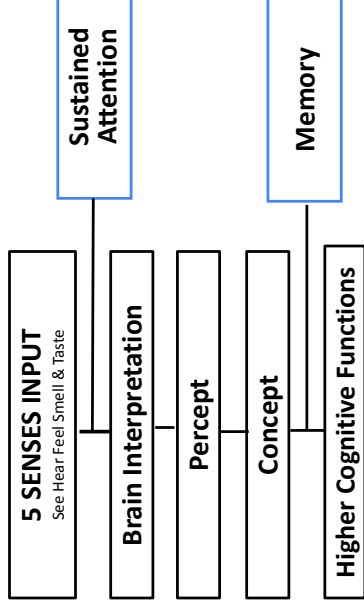 5 SENSES INPUT
See Hear Feel Smell & Taste
Sustained
Attention
Brain Interpretation
Percept
Concept
Memory
Higher Cognitive Functions